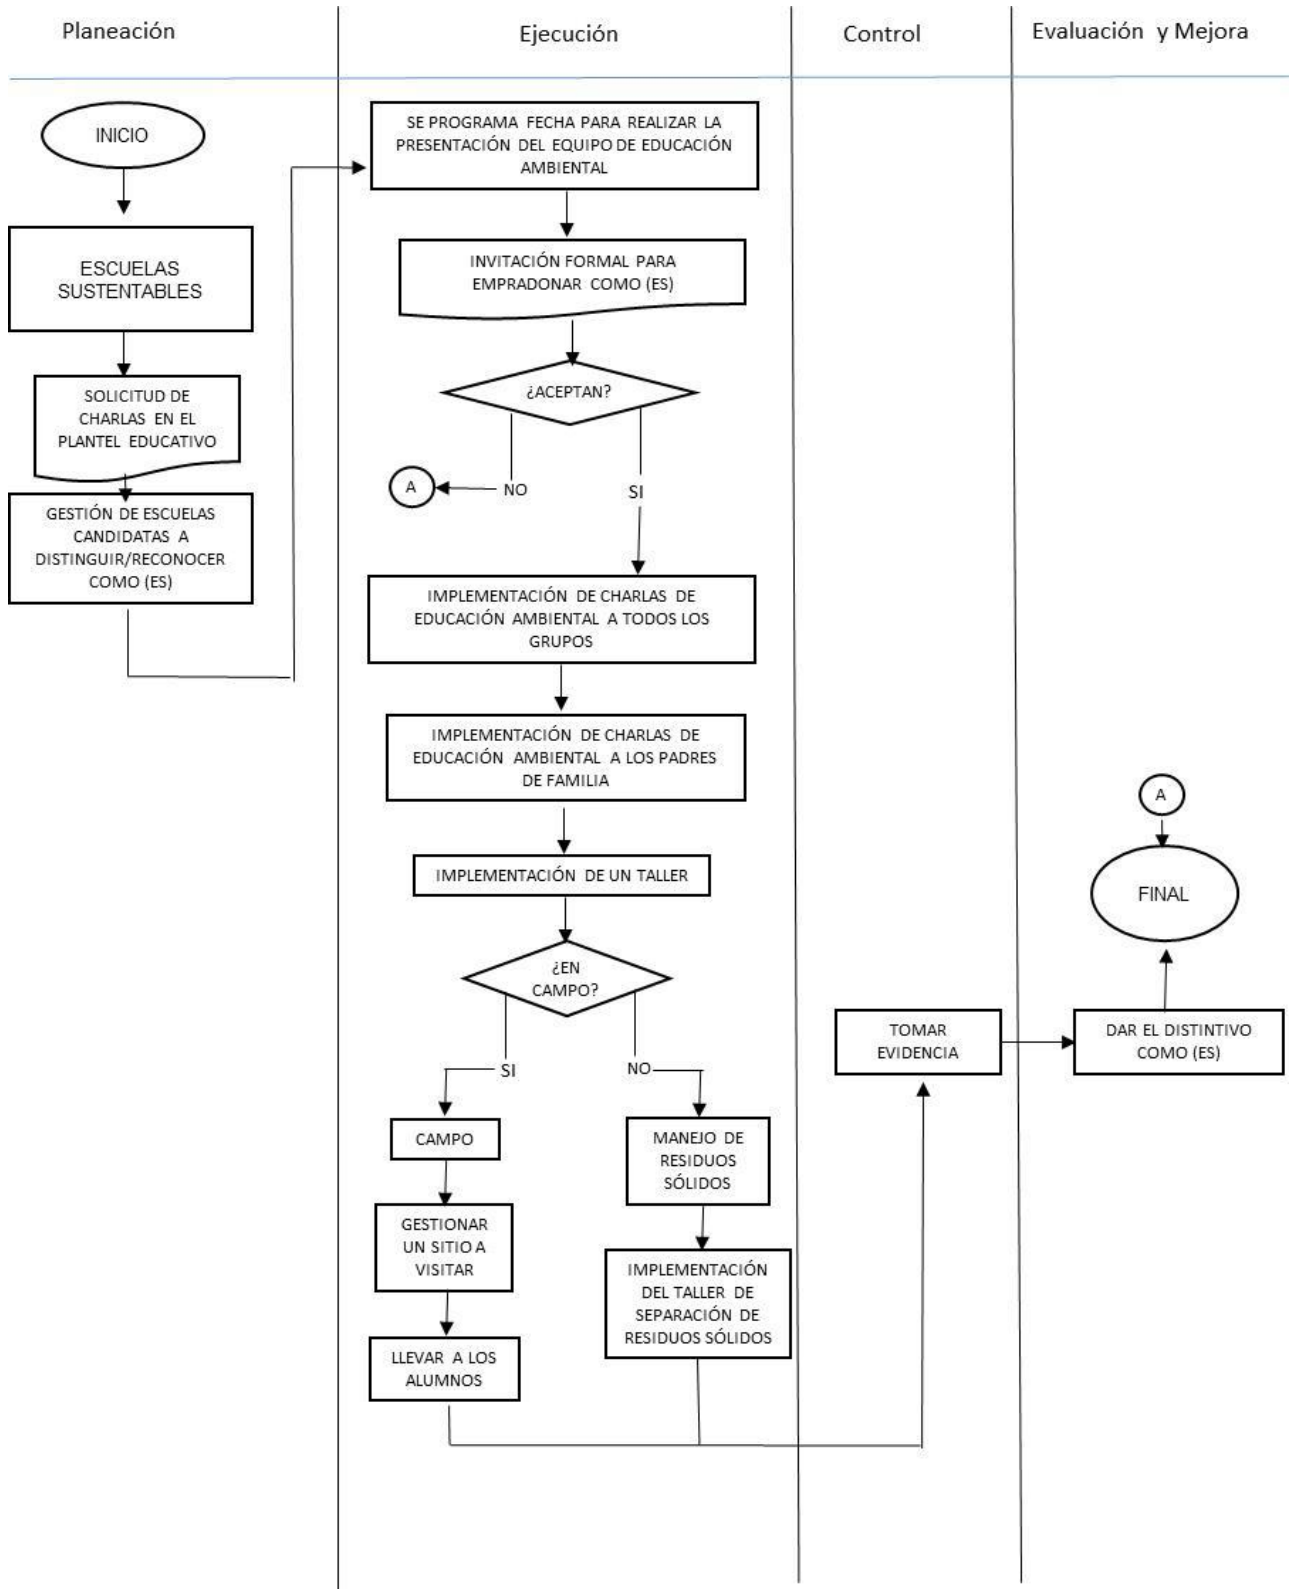 Planeación
Ejecución
Control
Evaluación y Mejora
INICIO
ESCUELAS
SUSTENTABLES
SOLICITUD DE
CHARLAS EN EL
PLANTEL EDUCATIVO
GESTIÓN DE ESCUELAS
CANDIDATAS A
DISTINGUIR/RECONOCER
COMO (ES)
SE PROGRAMA FECHA PARA REALIZAR LA
PRESENTACIÓN DEL EQUIPO DE EDUCACIÓN
AMBIENTAL
INVITACIÓN FORMAL PARA
EMPRADONAR COMO (ES)
¿ACEPTAN?
A
NO
SI
IMPLEMENTACIÓN DE CHARLAS DE
EDUCACIÓN AMBIENTAL A TODOS LOS
GRUPOS
IMPLEMENTACIÓN DE CHARLAS DE
EDUCACIÓN AMBIENTAL A LOS PADRES
DE FAMILIA
IMPLEMENTACIÓN DE UN TALLER
¿EN
CAMPO?
SI
NO
CAMPO
GESTIONAR
UN SITIO A
VISITAR
LLEVAR A LOS
ALUMNOS
MANEJO DE
RESIDUOS
SÓLIDOS
IMPLEMENTACIÓN
DEL TALLER DE
SEPARACIÓN DE
RESIDUOS SÓLIDOS
TOMAR
EVIDENCIA
A
FINAL
DAR EL DISTINTIVO
COMO (ES)